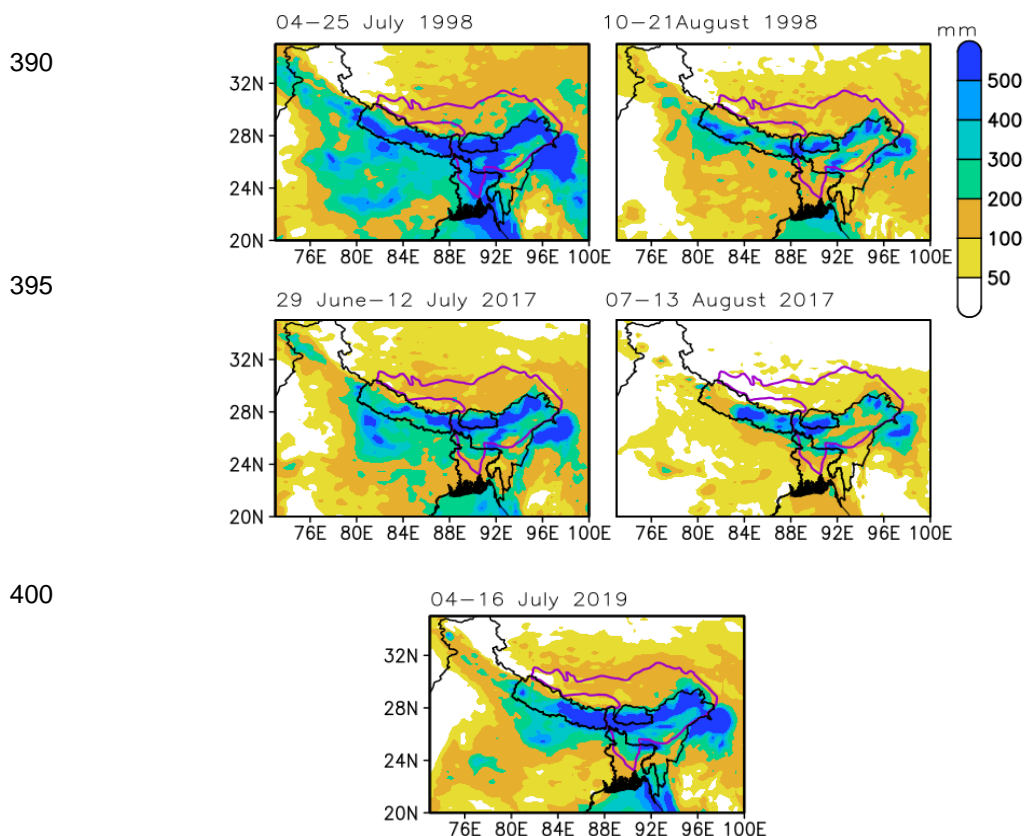 04−25 July 1998
10−21August 1998
mm
390
32N
28N
24N
20N
76E 80E 84E 88E 92E 96E 100E
76E 80E 84E 88E 92E 96E 100E
500
400
300
200
100
50
395
29 June−12 July 2017
07−13 August 2017
32N
28N
24N
20N
76E 80E 84E 88E 92E 96E 100E
76E 80E 84E 88E 92E 96E 100E
400
04−16 July 2019
32N
28N
24N
20N
76E 80E 84E 88E 92E 96E 100E